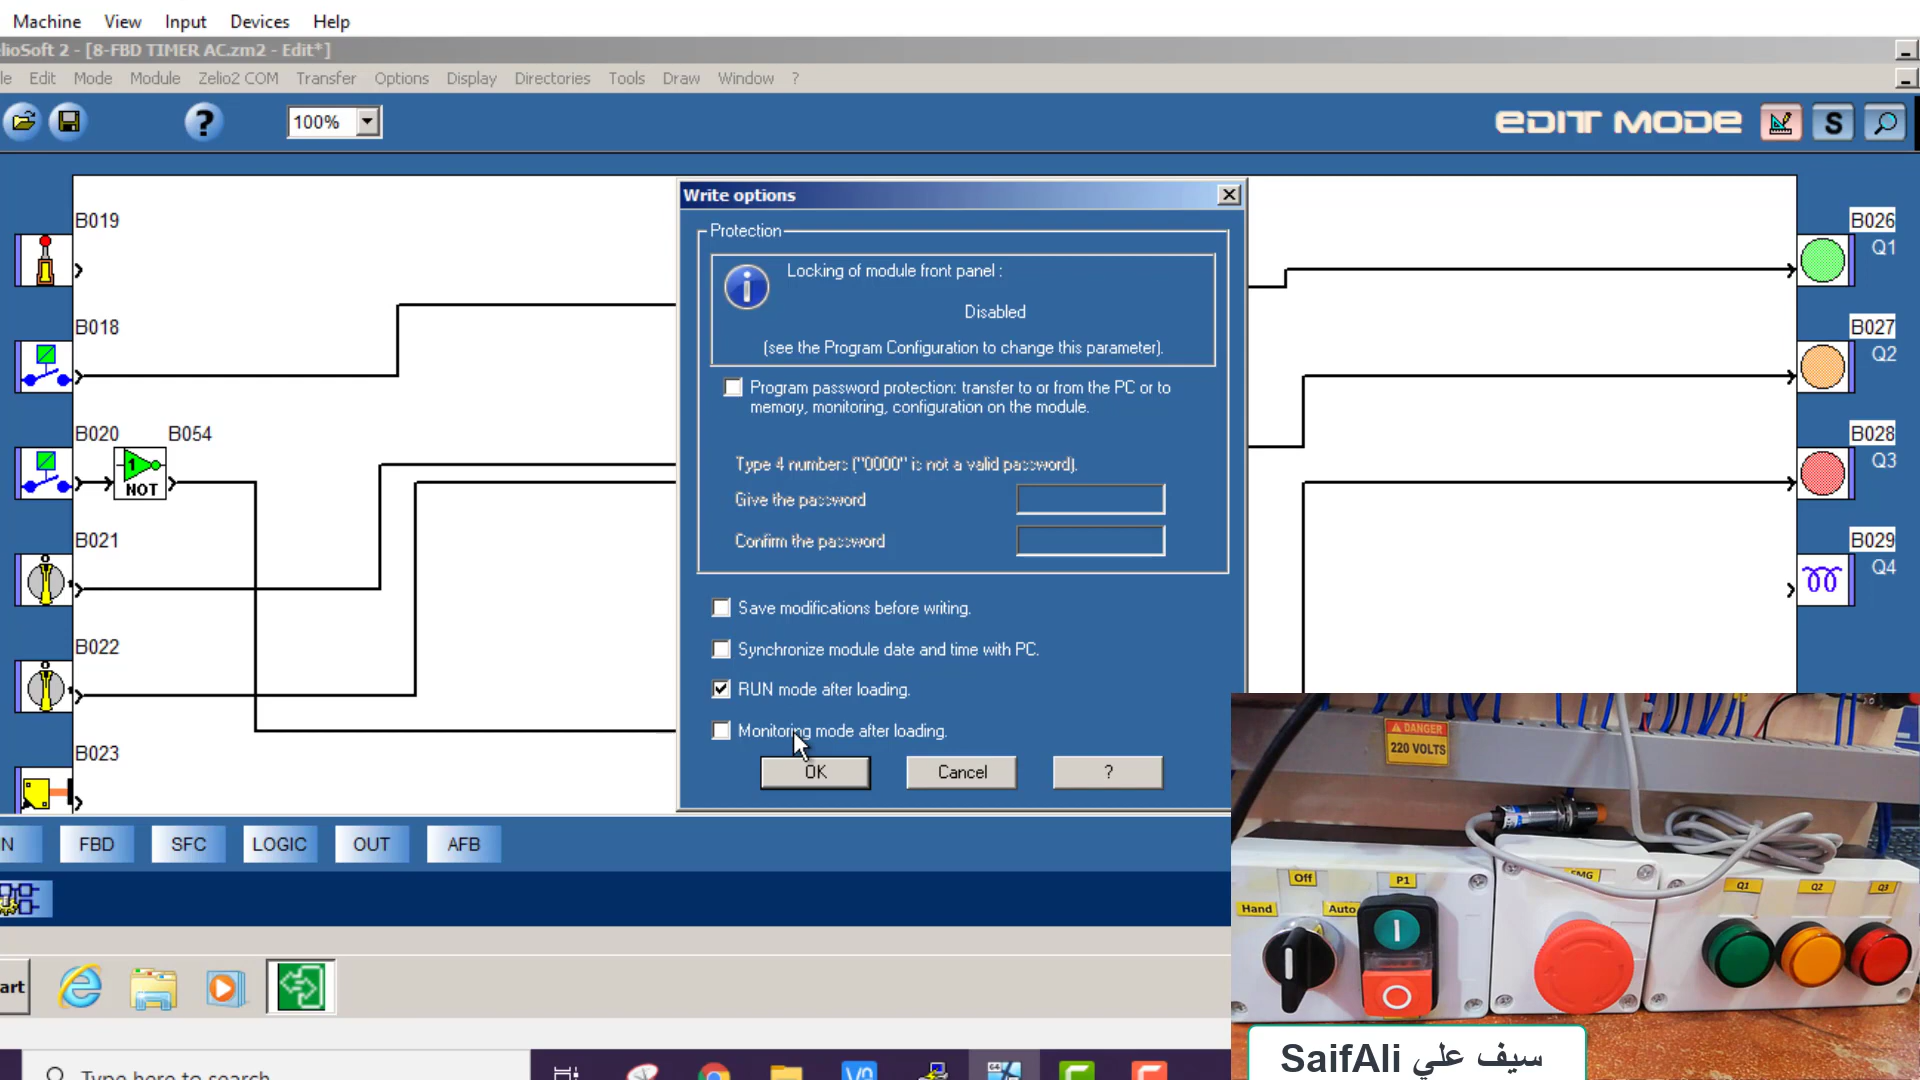 Machine View Input Devices Help
lioSoft 2 - [8-FBD TIMER AC.zm2 - Edit*]
le Edit Mode Module Zelio2 COM Transfer Options Display Directories Tools Draw Window ?
? 100% EDIT MODE S
B019
B018
B020 B054
NOT
B021
B022
B023
Write options
Protection
Locking of module front panel :
Disabled
(see the Program Configuration to change this parameter).
Program password protection: transfer to or from the PC or to
memory, monitoring, configuration on the module.
Type 4 numbers ("0000" is not a valid password).
Give the password
Confirm the password
Save modifications before writing.
Synchronize module date and time with PC.
RUN mode after loading.
Monitoring mode after loading.
OK Cancel ?
B026
Q1
B027
Q2
B028
Q3
B029
Q4
N FBD SFC LOGIC OUT AFB
DANGER
220 VOLTS
Off P1 EMG Q1 Q2 Q3
Hand Auto
I
O
art
SaifAli سيف علي
Type here to search